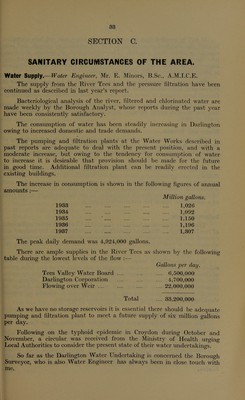 33
SECTION C.
SANITARY CIRCUMSTANCES OF THE AREA.
Water Supply.—Water Engineer, Mr. E. Minors, B.Sc., A.M.I.C.E.
The supply from the River Tees and the pressure filtration have been
continued as described in last year's report.
Bacteriological analysis of the river, filtered and chlorinated water are
made weekly by the Borough Analyst, whose reports during the past year
have been consistently satisfactory.
The consumption of water has been steadily increasing in Darlington
owing to increased domestic and trade demands.
The pumping and filtration plants at the Water Works described in
past reports are adequate to deal with the present position, and with a
moderate increase, but owing to the tendency for consumption of water
to increase it is desirable that provision should be made for the future
in good time. Additional filtration plant can be readily erected in the
existing buildings.
The increase in consumption is shown in the following figures of annual
amounts :—
Million gallons.
1933 ... ... ... ... 1,026
1934 ... ... ... ... 1,092
1935 ... ... ... ... 1,159
1936 ... ... ... ... 1,196
1937 ... ... ... ... 1,307
The peak daily demand was 4,924,000 gallons.
There are ample supplies in the River Tees as shown by the following
table during the lowest levels of the flow :—
Gallons per day.
Tees Valley Water Board ... ... 6,500,000
Darlington Corporation ... ... 4,700,000
Flowing over Weir ... ... ... 22,000,000
Total 33,200,000
As we have no storage reservoirs it is essential there should be adequate
pumping and filtration plant to meet a future supply of six million gallons
per day.
Following on the typhoid epidemic in Croydon during October and
November, a circular was received from the Ministry of Health urging
Local Authorities to consider the present state of their water undertakings.
So far as the Darlington Water Undertaking is concerned the Borough
Surveyor, who is also Water Engineer has always been in close touch with
me.